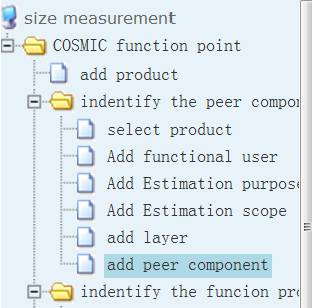 size measurement
COSMIC function point
add product
indentify the peer compo
select product
Add functional user
Add Estimation purpose
Add Estimation scope
add layer
add peer component
indentify the funcion pro